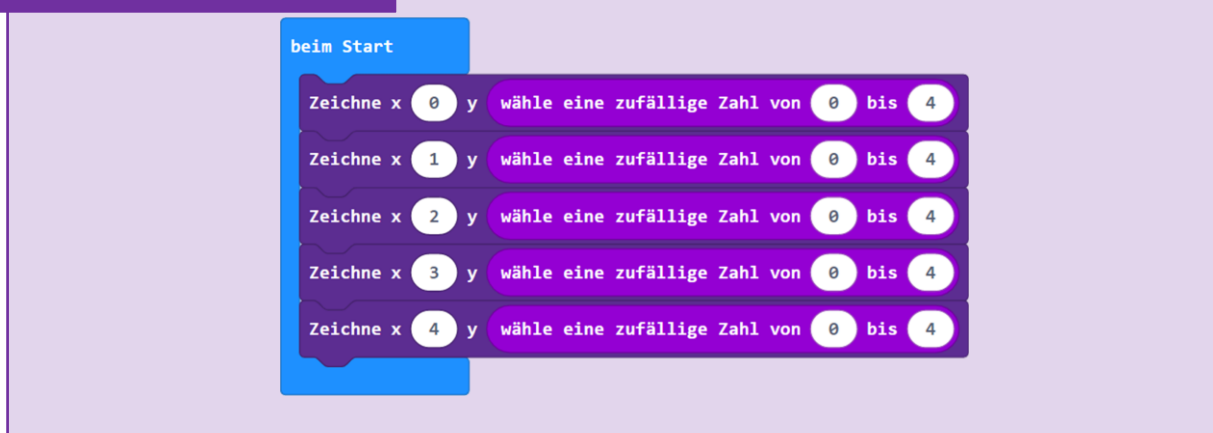 beim Start
Zeichne x 0 y wähle eine zufällige Zahl von 0 bis 4
Zeichne x 1 y wähle eine zufällige Zahl von 0 bis 4
Zeichne x 2 y wähle eine zufällige Zahl von 0 bis 4
Zeichne x 3 y wähle eine zufällige Zahl von 0 bis 4
Zeichne x 4 y wähle eine zufällige Zahl von 0 bis 4